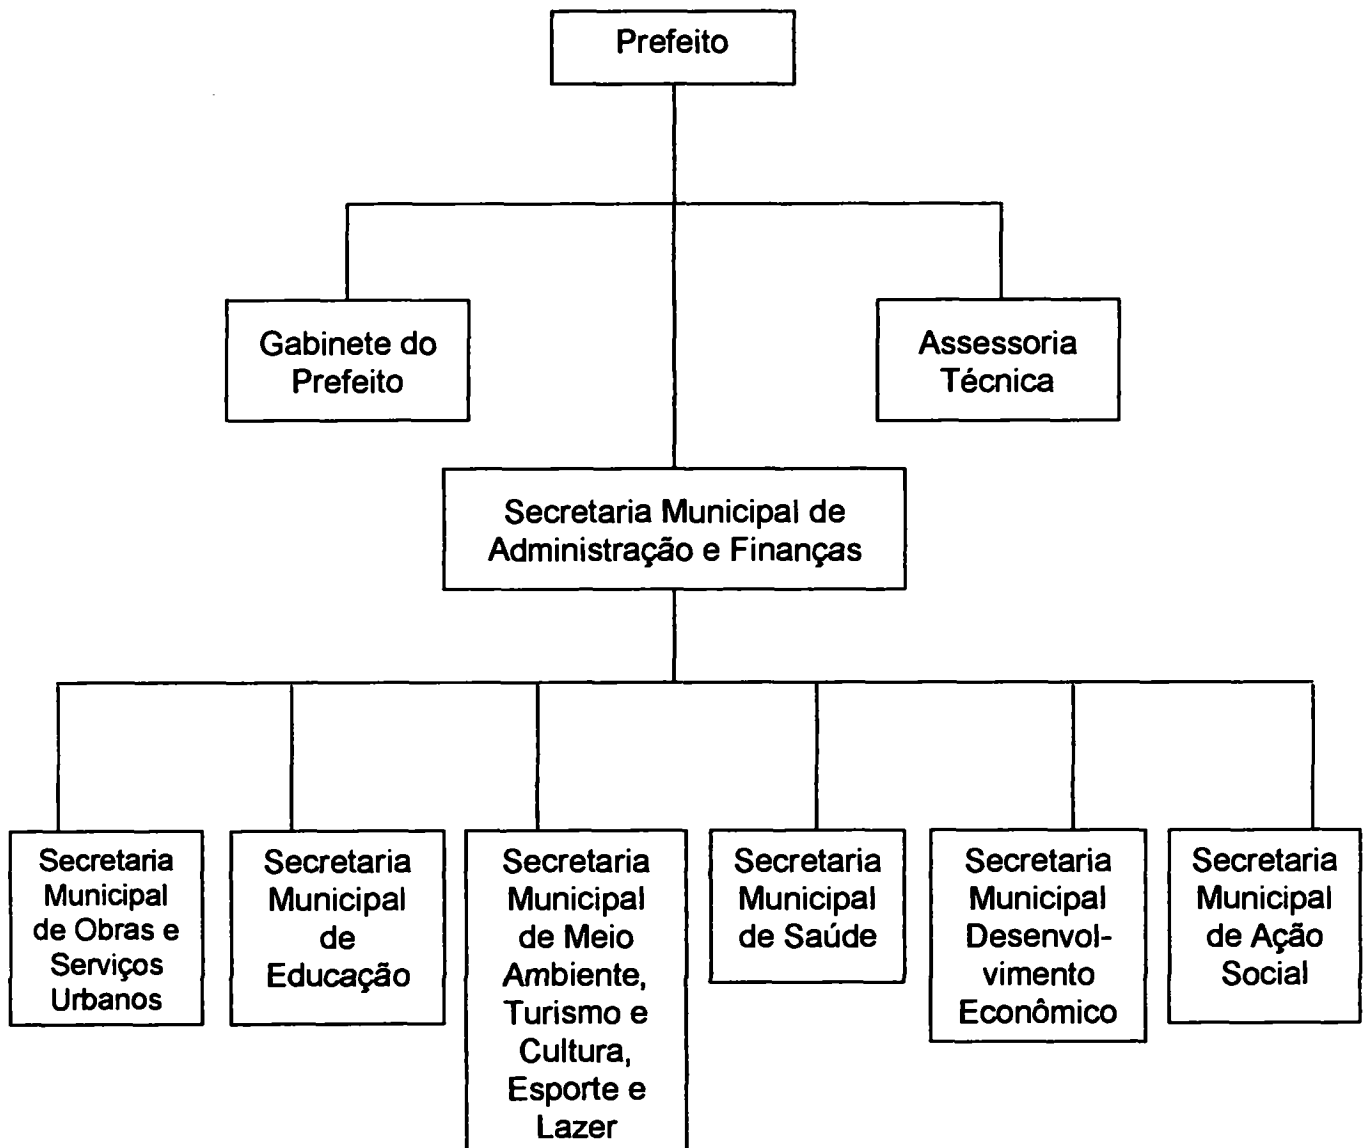 Prefeito
Gabinete do
Prefeito
Assessoria
Técnica
Secretaria Municipal de
Administração e Finanças
Secretaria
Municipal
de Obras e
Serviços
Urbanos
Secretaria
Municipal
de
Educação
Secretaria
Municipal
de Meio
Ambiente,
Turismo e
Cultura,
Esporte e
Lazer
Secretaria
Municipal
de Saúde
Secretaria
Municipal
Desenvol-
vimento
Econômico
Secretaria
Municipal
de Ação
Social